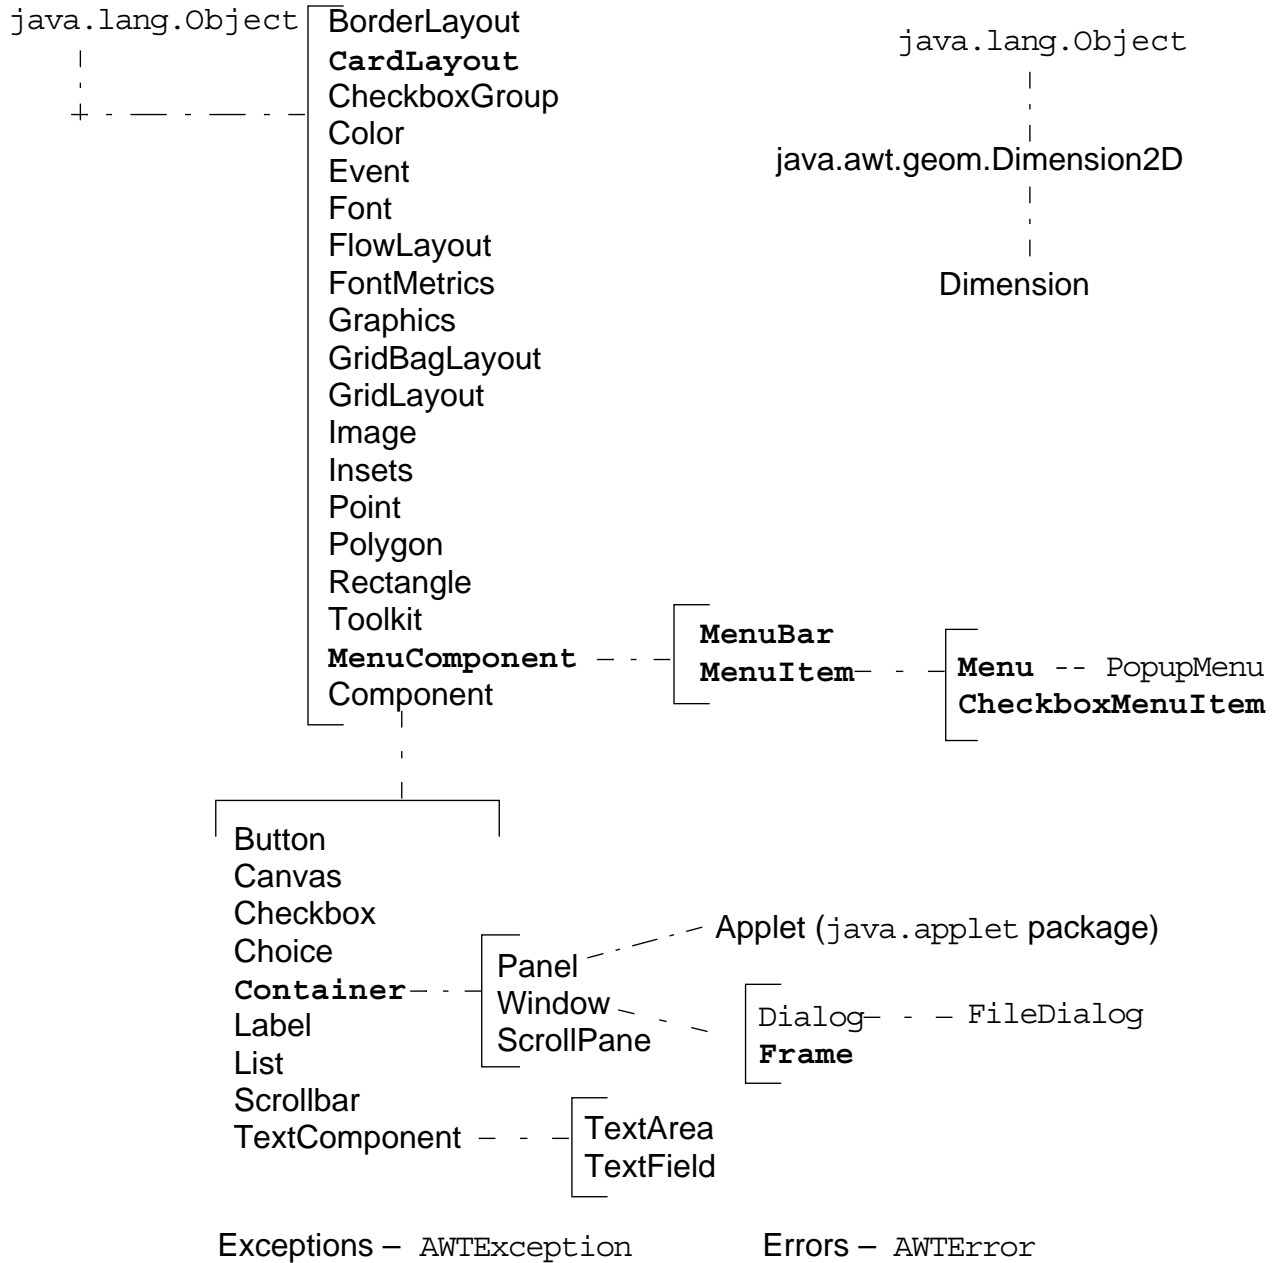 java.lang.Object
BorderLayout
CardLayout
CheckboxGroup
Color
Event
Font
FlowLayout
FontMetrics
Graphics
GridBagLayout
GridLayout
Image
Insets
Point
Polygon
Rectangle
Toolkit
MenuComponent
Component
java.lang.Object
java.awt.geom.Dimension2D
Dimension
MenuBar
MenuItem
Menu -- PopupMenu
CheckboxMenuItem
Button
Canvas
Checkbox
Choice
Container
Label
List
Scrollbar
TextComponent
Panel
Window
ScrollPane
Applet (java.applet package)
Dialog
Frame
FileDialog
TextArea
TextField
Exceptions – AWTException
Errors – AWTError